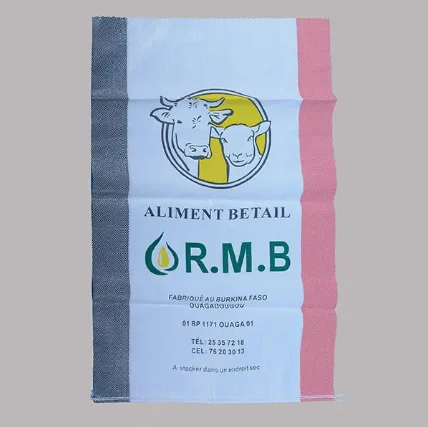 ALIMENT BETAIL
R.M.B
FABRIQUÉ AU BURKINA FASO
OUAGADOUGOU
01 BP 1171 OUAGA 01
TÉL: 25 35 72 18
CEL: 76 20 30 13
A stocker dans un endroit sec